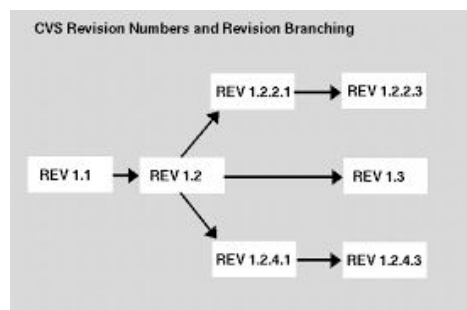 CVS Revision Numbers and Revision Branching
REV 1.2.2.1
REV 1.2.2.3
REV 1.1
REV 1.2
REV 1.3
REV 1.2.4.1
REV 1.2.4.3